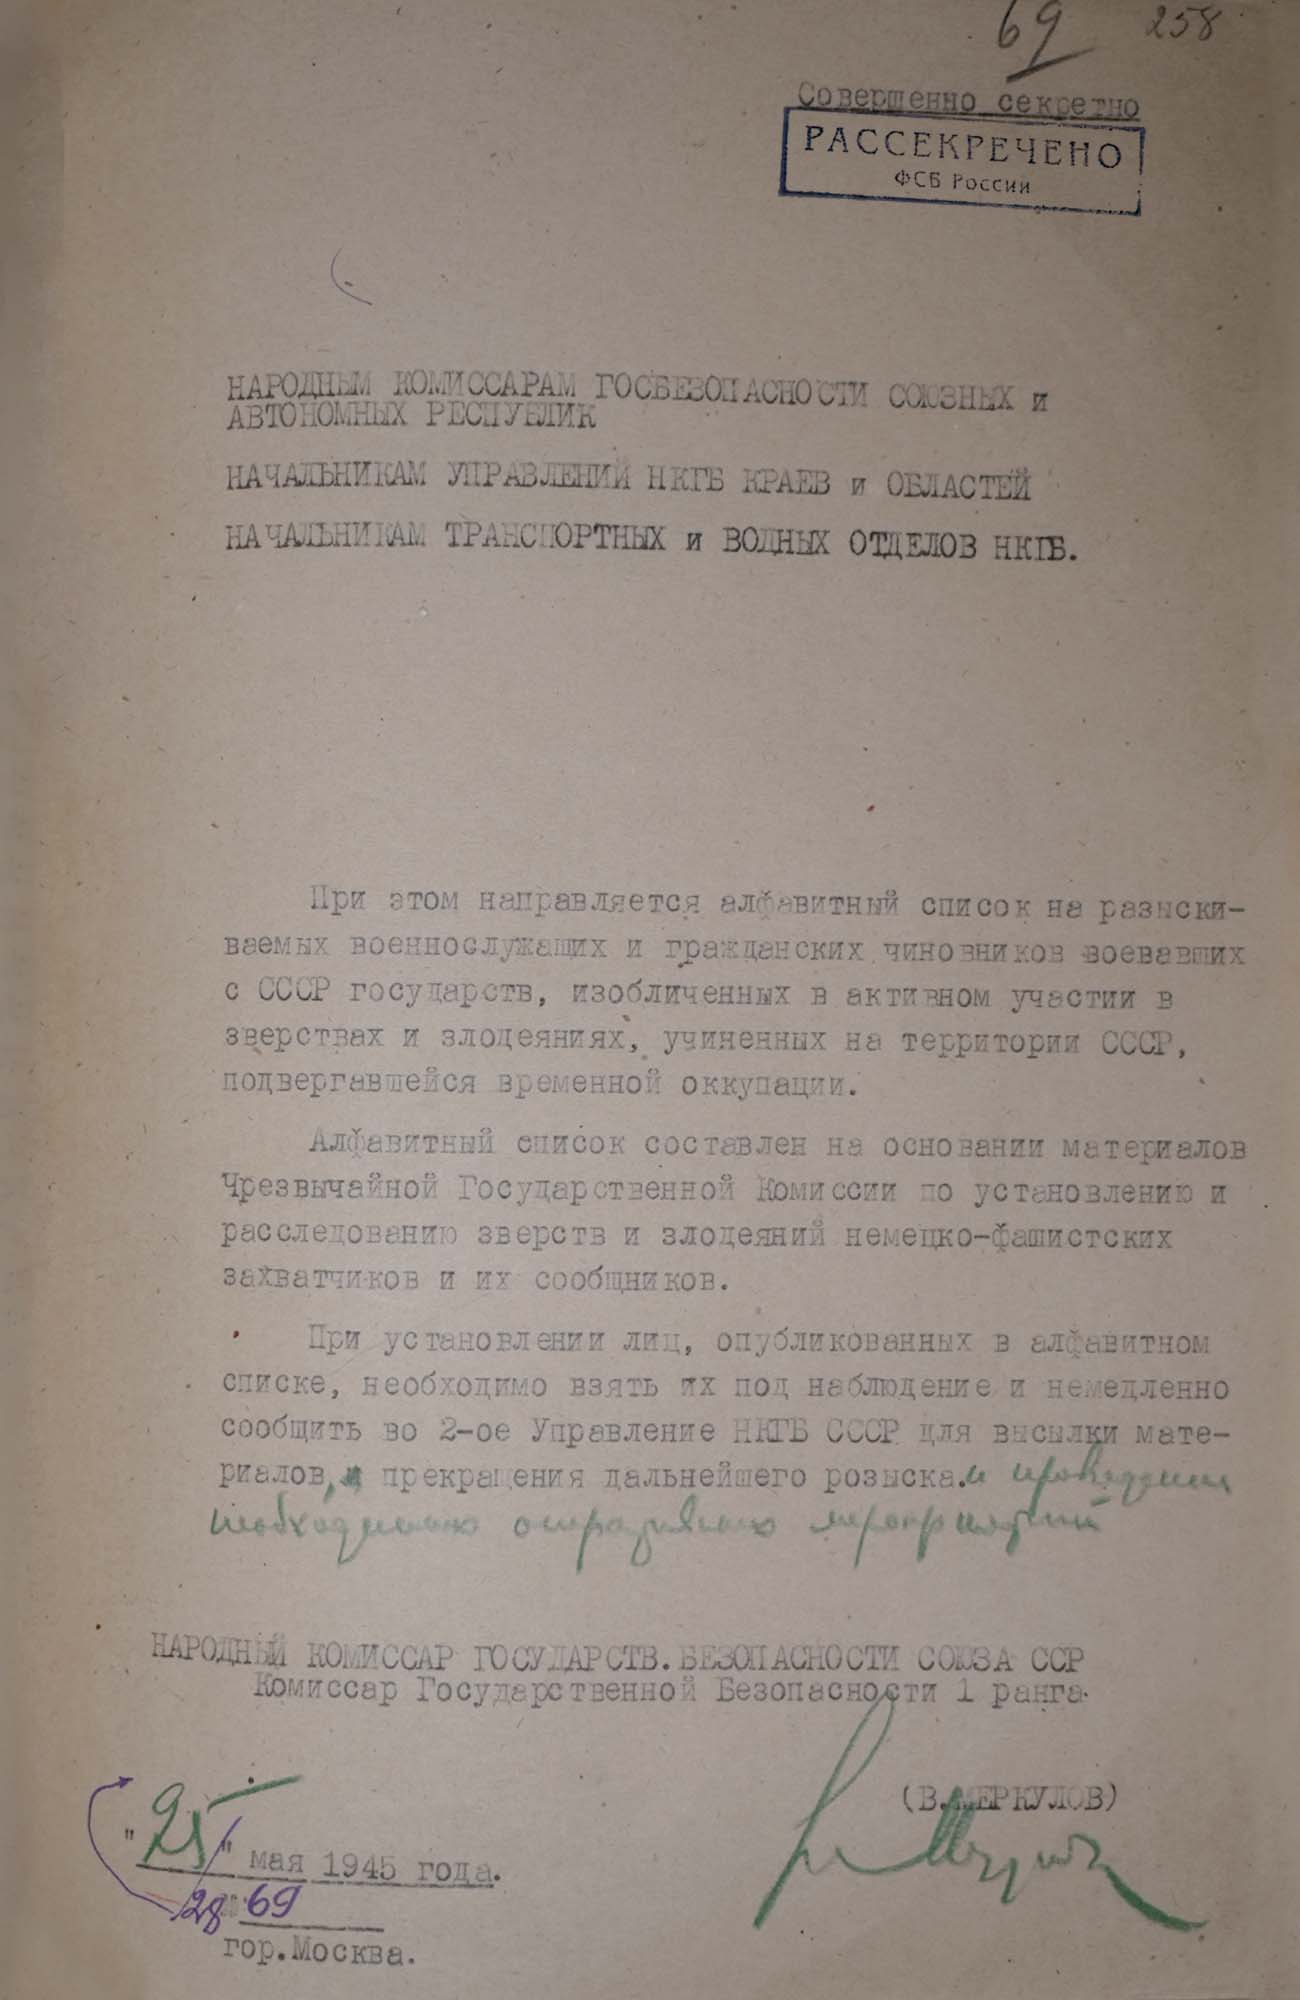 69 258
Совершенно секретно
РАССЕКРЕЧЕНО
ФСБ России
НАРОДНЫМ КОМИССАРАМ ГОСБЕЗОПАСНОСТИ СОЮЗНЫХ и
АВТОНОМНЫХ РЕСПУБЛИК
НАЧАЛЬНИКАМ УПРАВЛЕНИЙ НКГБ КРАЕВ и ОБЛАСТЕЙ
НАЧАЛЬНИКАМ ТРАНСПОРТНЫХ и ВОДНЫХ ОТДЕЛОВ НКГБ.
При этом направляется алфавитный список на разыски-
ваемых военнослужащих и гражданских чиновников воевавших
с СССР государств, изобличенных в активном участии в
зверствах и злодеяниях, учиненных на территории СССР,
подвергавшейся временной оккупации.
Алфавитный список составлен на основании материалов
Чрезвычайной Государственной Комиссии по установлению и
расследованию зверств и злодеяний немецко-фашистских
захватчиков и их сообщников.
При установлении лиц, опубликованных в алфавитном
списке, необходимо взять их под наблюдение и немедленно
сообщить во 2-ое Управление НКГБ СССР для высылки мате-
риалов, прекращения дальнейшего розыска и проведения
необходимых оперативных мероприятий
НАРОДНЫЙ КОМИССАР ГОСУДАРСТВ.БЕЗОПАСНОСТИ СОЮЗА ССР
Комиссар Государственной Безопасности 1 ранга
(В.МЕРКУЛОВ)
"25" мая 1945 года.
28 № 69
гор.Москва.